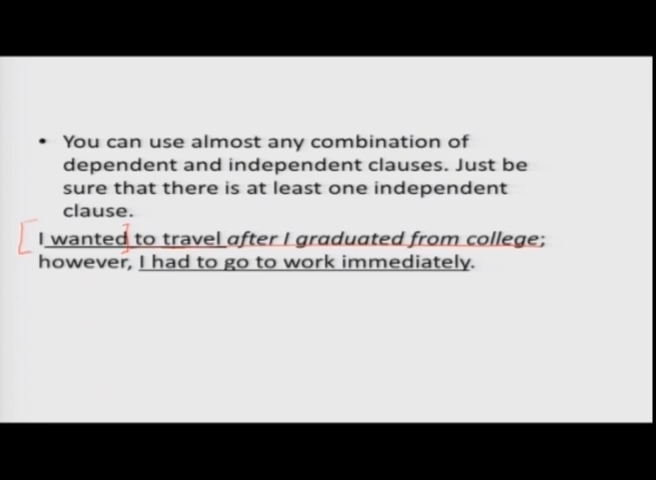 • You can use almost any combination of
dependent and independent clauses. Just be
sure that there is at least one independent
clause.
I wanted to travel after I graduated from college;
however, I had to go to work immediately.